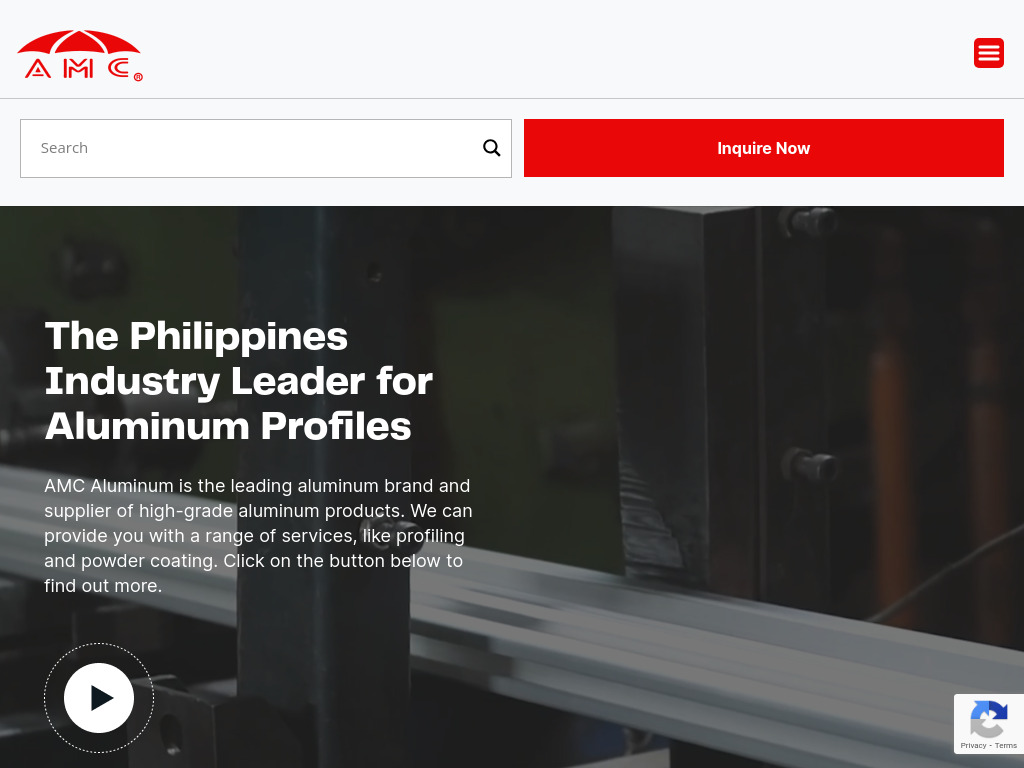 AMC ®
Search
Inquire Now
The Philippines
Industry Leader for
Aluminum Profiles
AMC Aluminum is the leading aluminum brand and
supplier of high-grade aluminum products. We can
provide you with a range of services, like profiling
and powder coating. Click on the button below to
find out more.
Privacy - Terms